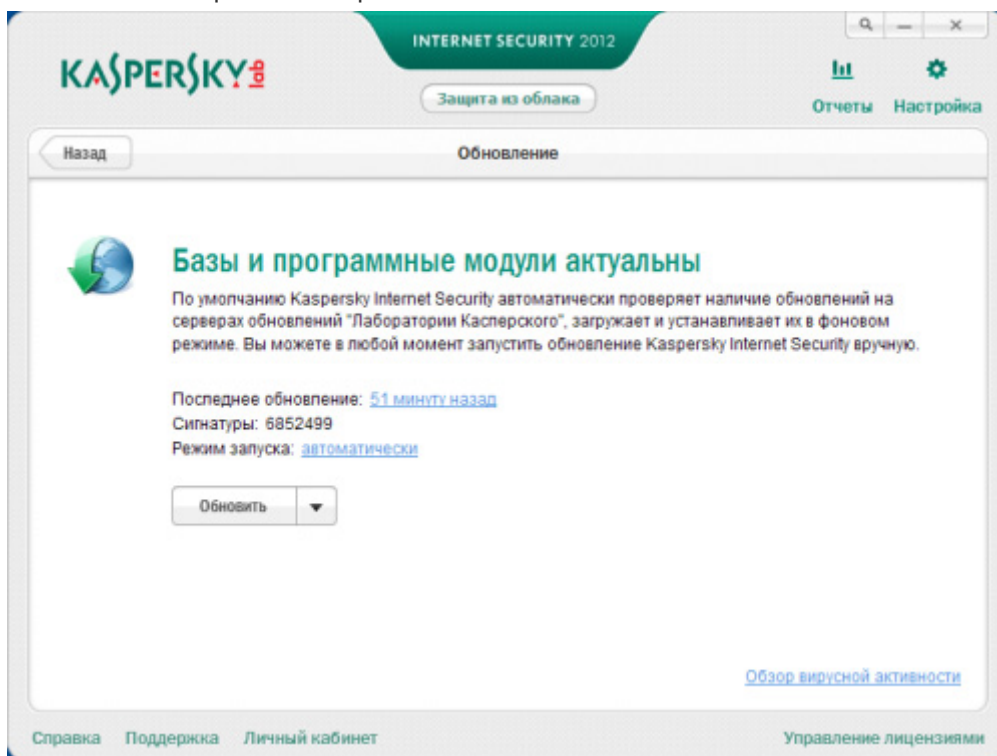 INTERNET SECURITY 2012
KASPERSKY lab
Защита из облака
Отчеты Настройка
Назад
Обновление
Базы и программные модули актуальны
По умолчанию Kaspersky Internet Security автоматически проверяет наличие обновлений на
серверах обновлений "Лаборатории Касперского", загружает и устанавливает их в фоновом
режиме. Вы можете в любой момент запустить обновление Kaspersky Internet Security вручную.
Последнее обновление: 51 минуту назад
Сигнатуры: 6852499
Режим запуска: автоматически
Обновить
Обзор вирусной активности
Справка Поддержка Личный кабинет Управление лицензиями